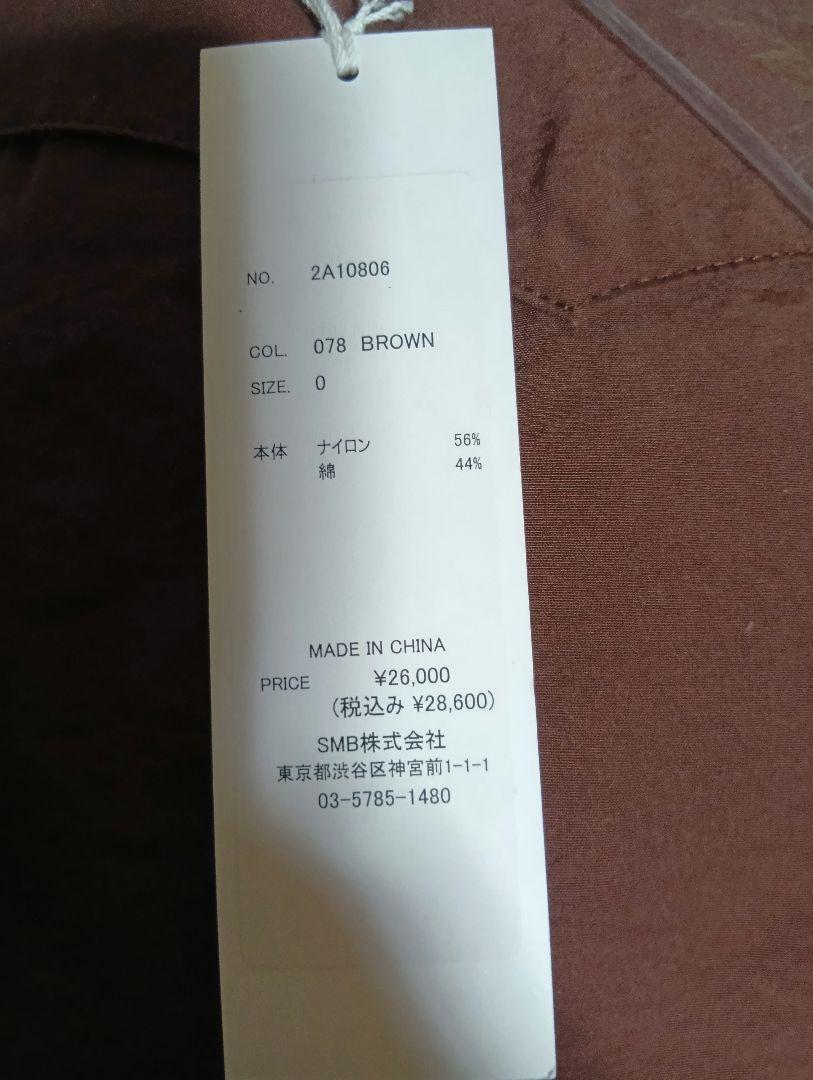 NO. 2A10806
COL. 078 BROWN
SIZE. 0
本体 ナイロン 56%
綿 44%
MADE IN CHINA
PRICE ¥26,000
(税込み ¥28,600)
SMB株式会社
東京都渋谷区神宮前1-1-1
03-5785-1480